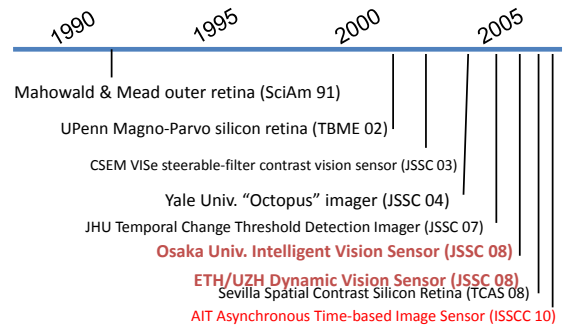 1990 1995 2000 2005
Mahowald & Mead outer retina (SciAm 91)
UPenn Magno-Parvo silicon retina (TBME 02)
CSEM VISe steerable-filter contrast vision sensor (JSSC 03)
Yale Univ. “Octopus” imager (JSSC 04)
JHU Temporal Change Threshold Detection Imager (JSSC 07)
Osaka Univ. Intelligent Vision Sensor (JSSC 08)
ETH/UZH Dynamic Vision Sensor (JSSC 08)
Sevilla Spatial Contrast Silicon Retina (TCAS 08)
AIT Asynchronous Time-based Image Sensor (ISSCC 10)